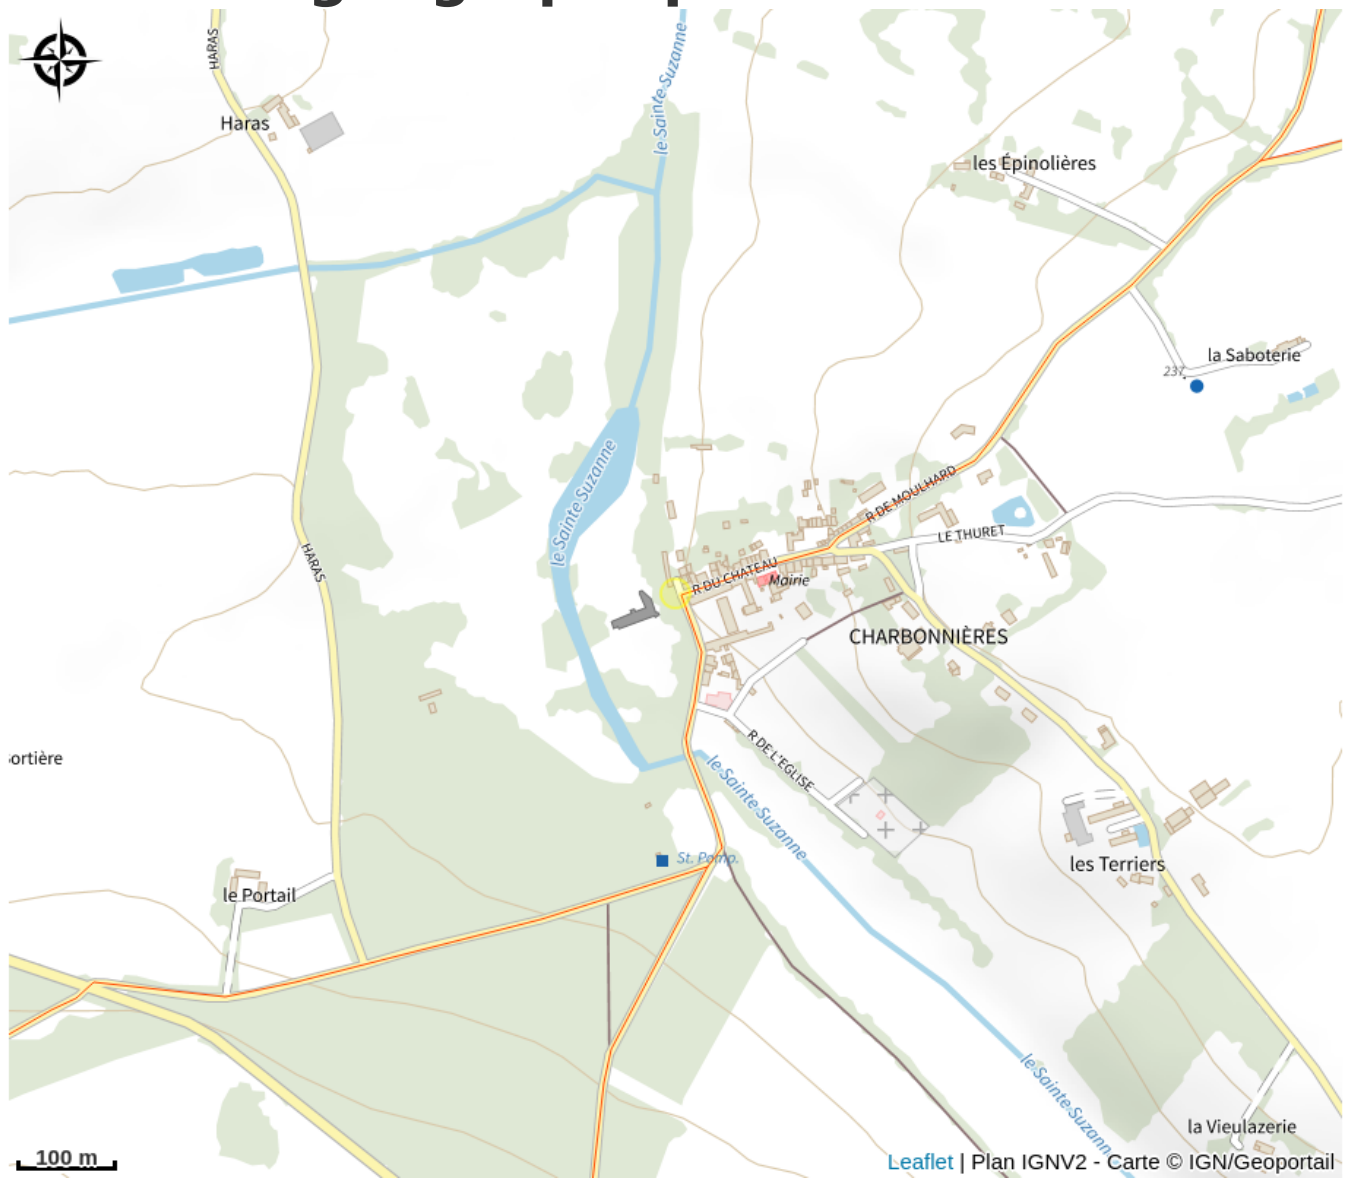 HARAS
Haras
le Sainte-Suzanne
le Sainte-Suzanne
les Épinolières
la Saboterie
237
R DE MOULHARD
LE THURET
le Sainte-Suzanne
R DU CHATEAU
Mairie
HARAS
CHARBONNIÈRES
R DE L'EGLISE
le Sainte-Suzanne
St. Pomp.
les Terriers
le Portail
la Vieulazerie
100 m
Leaflet | Plan IGNV2 - Carte © IGN/Geoportail